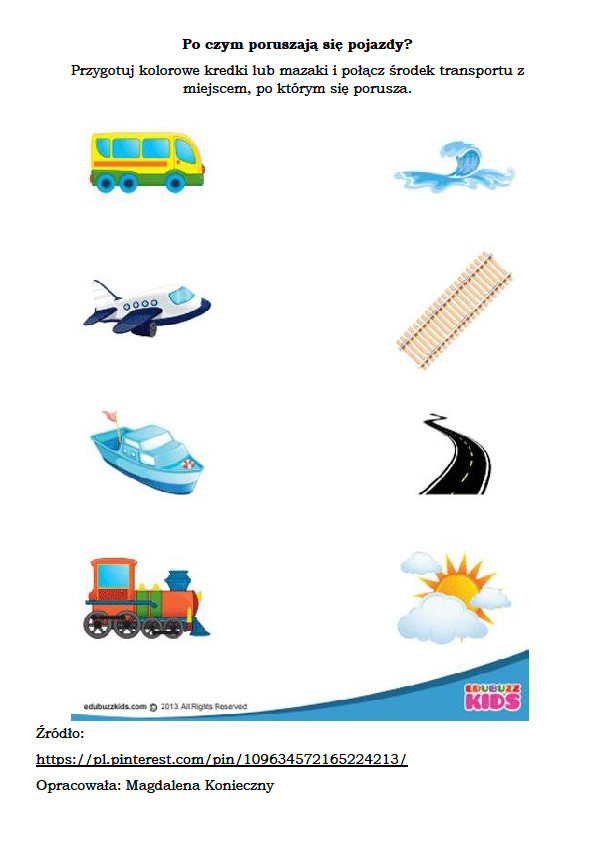 Po czym poruszają się pojazdy?
Przygotuj kolorowe kredki lub mazaki i połącz środek transportu z
miejscem, po którym się porusza.
edubuzzkids.com © 2013. All Rights Reserved
EDUBUZZ
KIDS
Źródło:
https://pl.pinterest.com/pin/109634572165224213/
Opracowała: Magdalena Konieczny